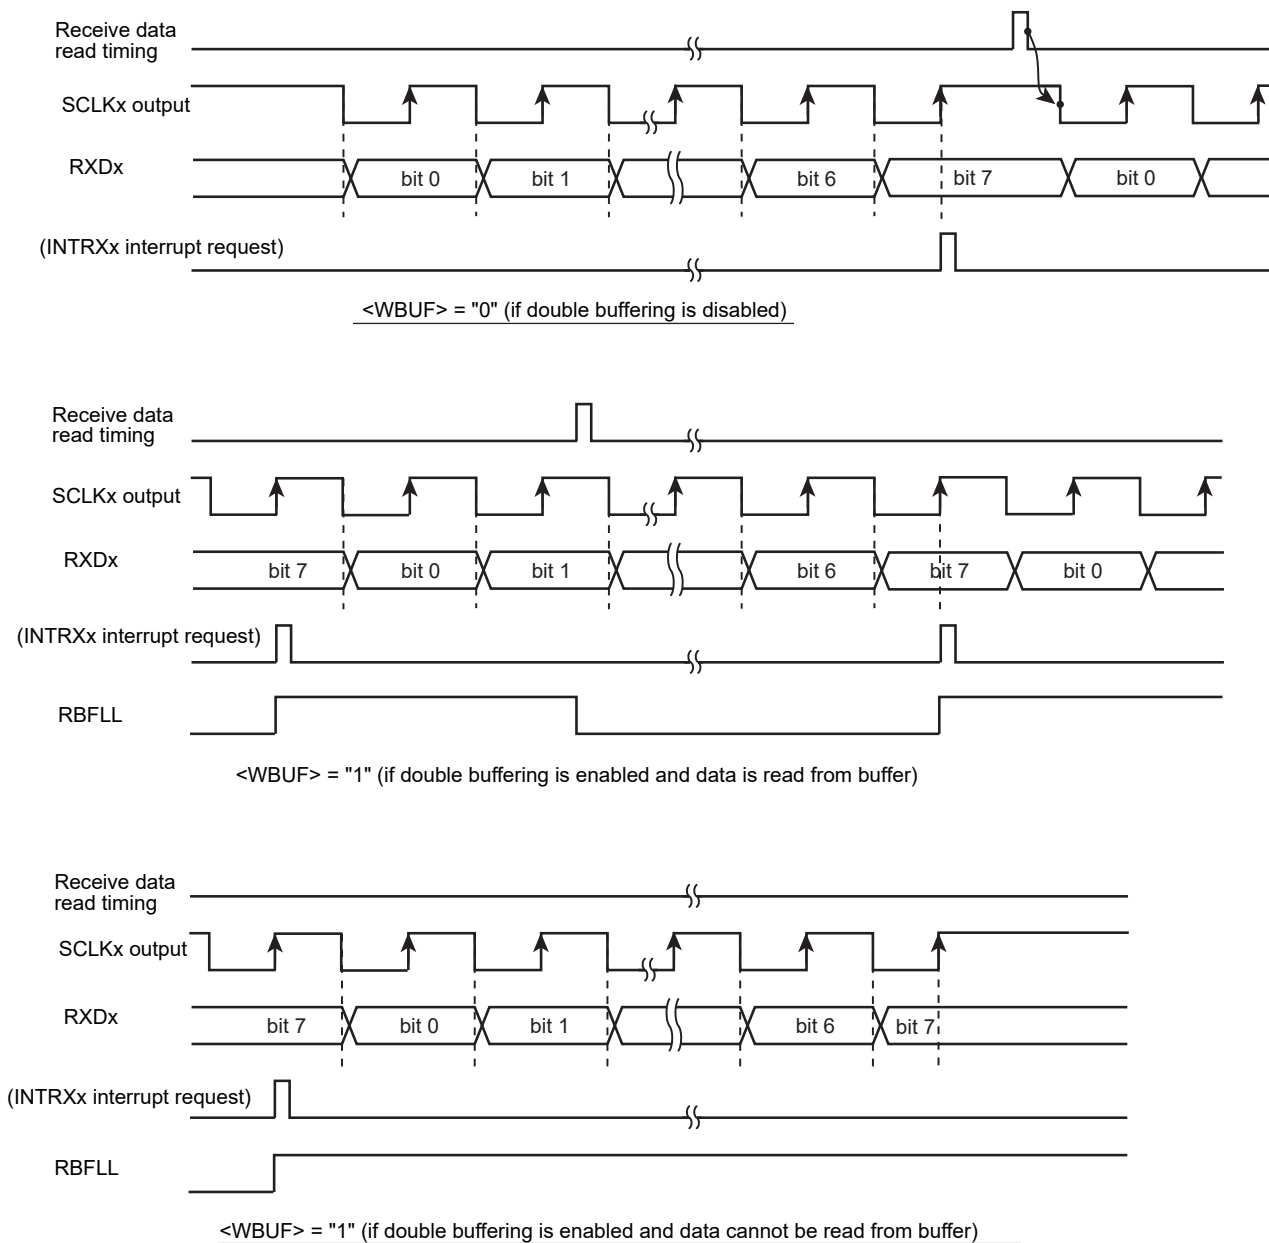 Receive data
read timing
SCLKx output
RXDx
bit 0
bit 1
bit 6
bit 7
bit 0
(INTRXx interrupt request)
<WBUF> = "0" (if double buffering is disabled)
Receive data
read timing
SCLKx output
RXDx
bit 7
bit 0
bit 1
bit 6
bit 7
bit 0
(INTRXx interrupt request)
RBFLL
<WBUF> = "1" (if double buffering is enabled and data is read from buffer)
Receive data
read timing
SCLKx output
RXDx
bit 7
bit 0
bit 1
bit 6
bit 7
(INTRXx interrupt request)
RBFLL
<WBUF> = "1" (if double buffering is enabled and data cannot be read from buffer)